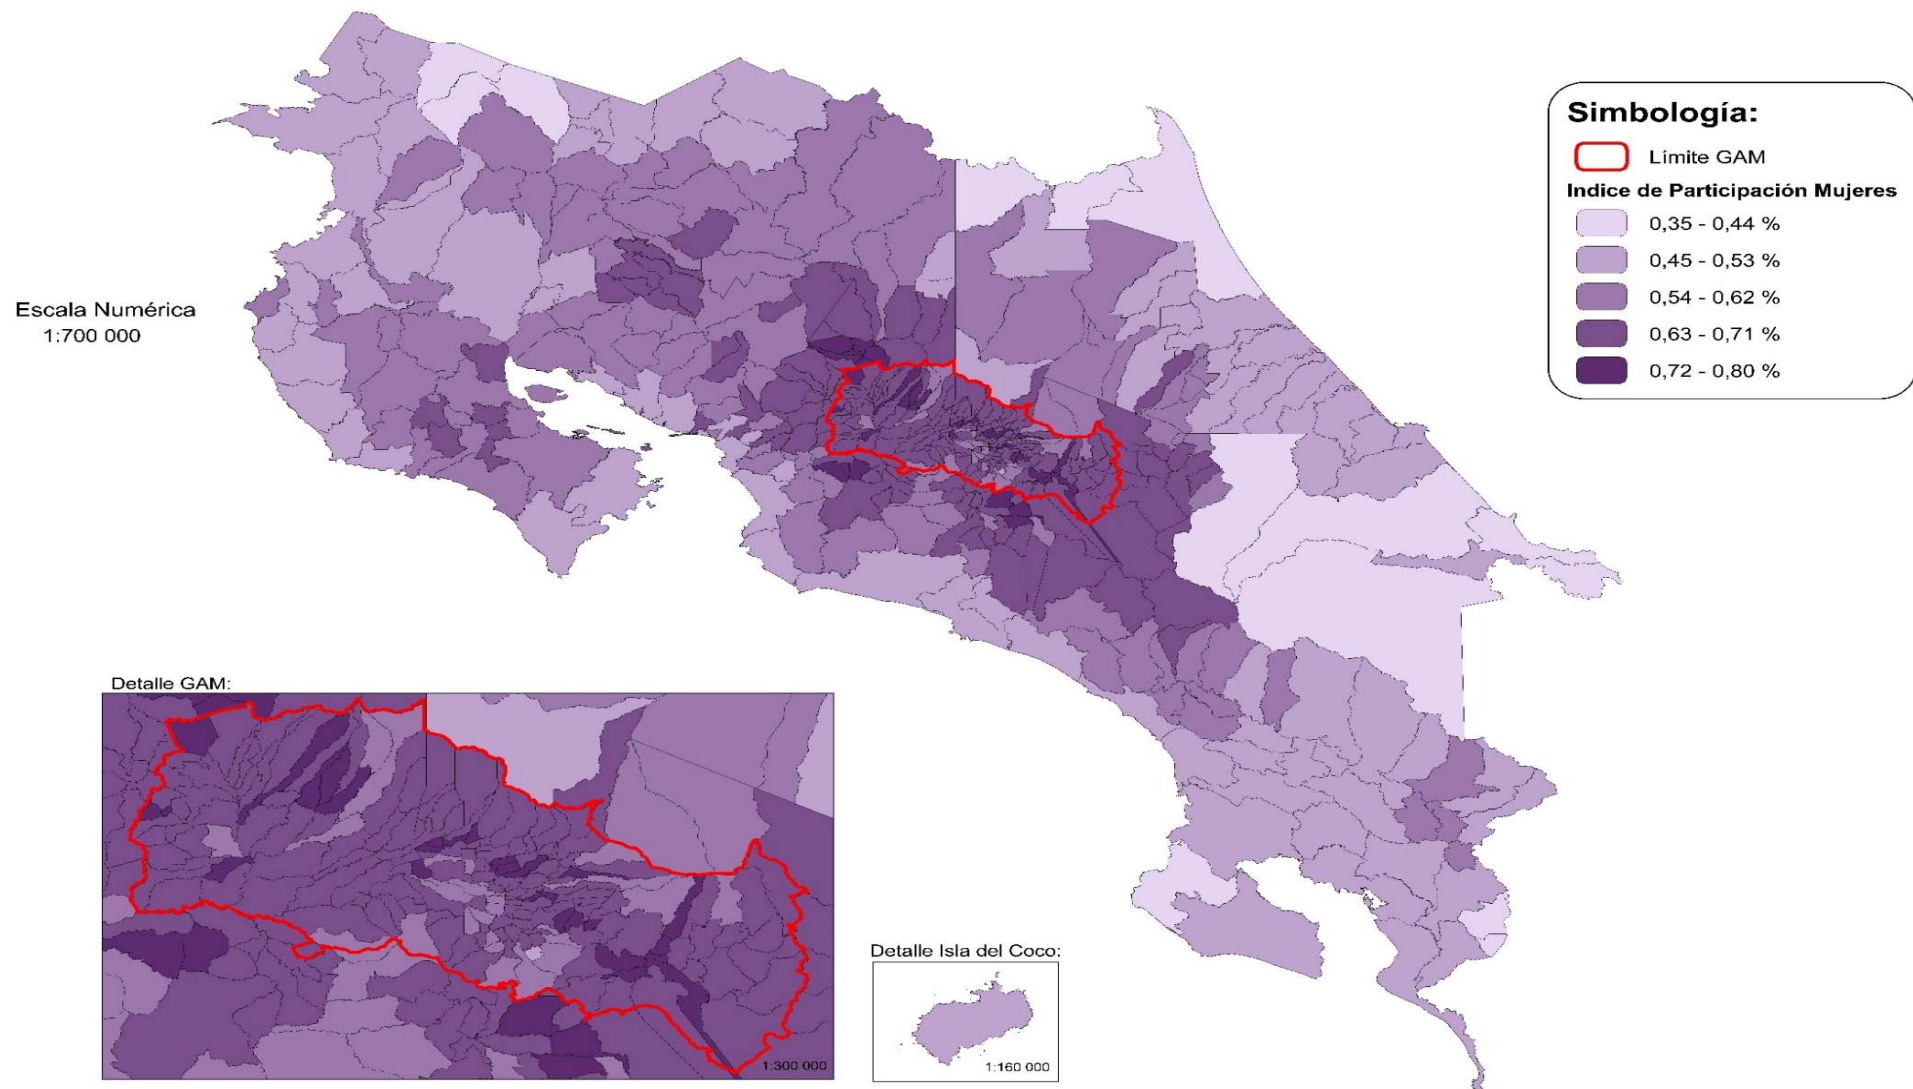 Simbología:
Límite GAM
Indice de Participación Mujeres
0,35 - 0,44 %
0,45 - 0,53 %
0,54 - 0,62 %
0,63 - 0,71 %
0,72 - 0,80 %
Escala Numérica
1:700 000
Detalle GAM:
1:300 000
Detalle Isla del Coco:
1:160 000